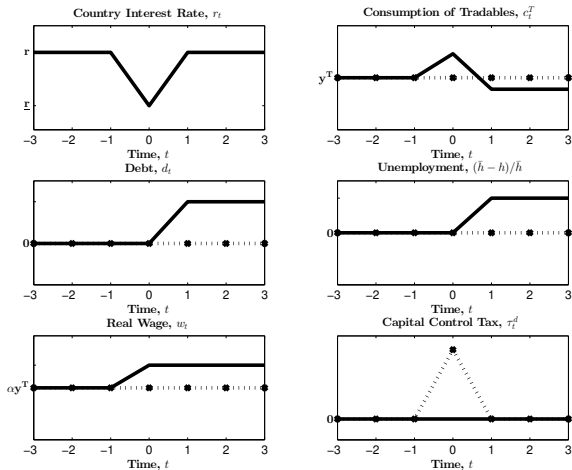 Country Interest Rate, r_t
r
r
−3 −2 −1 0 1 2 3
Time, t
Consumption of Tradables, c_t^T
y^T
−3 −2 −1 0 1 2 3
Time, t
Debt, d_t
0
−3 −2 −1 0 1 2 3
Time, t
Unemployment, (h̄ − h)/h̄
0
−3 −2 −1 0 1 2 3
Time, t
Real Wage, w_t
αy^T
−3 −2 −1 0 1 2 3
Time, t
Capital Control Tax, τ_t^d
0
−3 −2 −1 0 1 2 3
Time, t